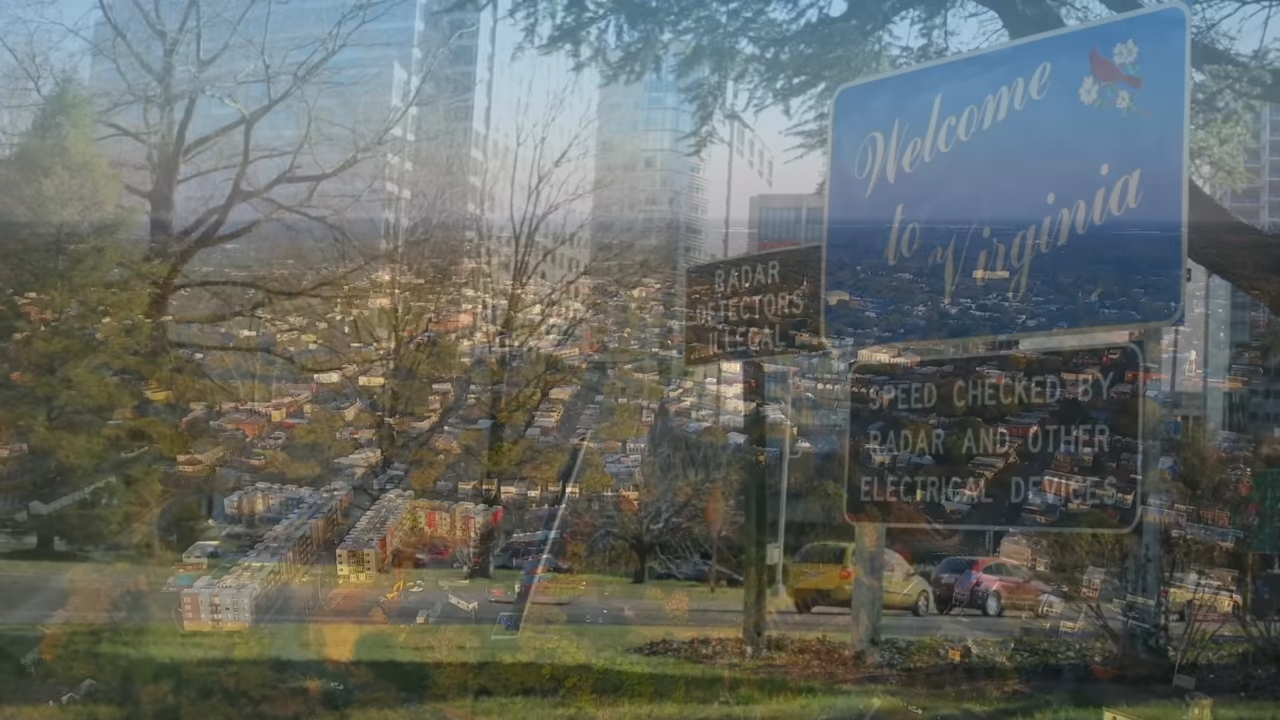 Welcome
to Virginia
RADAR
DETECTORS
ILLEGAL
SPEED CHECKED BY
RADAR AND OTHER
ELECTRICAL DEVICES